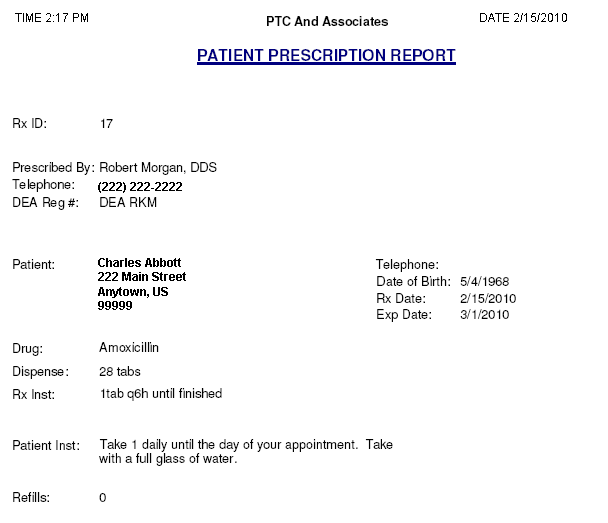 TIME 2:17 PM PTC And Associates DATE 2/15/2010
PATIENT PRESCRIPTION REPORT
Rx ID: 17
Prescribed By: Robert Morgan, DDS
Telephone: (222) 222-2222
DEA Reg #: DEA RKM
Patient: Charles Abbott
222 Main Street
Anytown, US
99999
Telephone:
Date of Birth: 5/4/1968
Rx Date: 2/15/2010
Exp Date: 3/1/2010
Drug: Amoxicillin
Dispense: 28 tabs
Rx Inst: 1tab q6h until finished
Patient Inst: Take 1 daily until the day of your appointment. Take
with a full glass of water.
Refills: 0